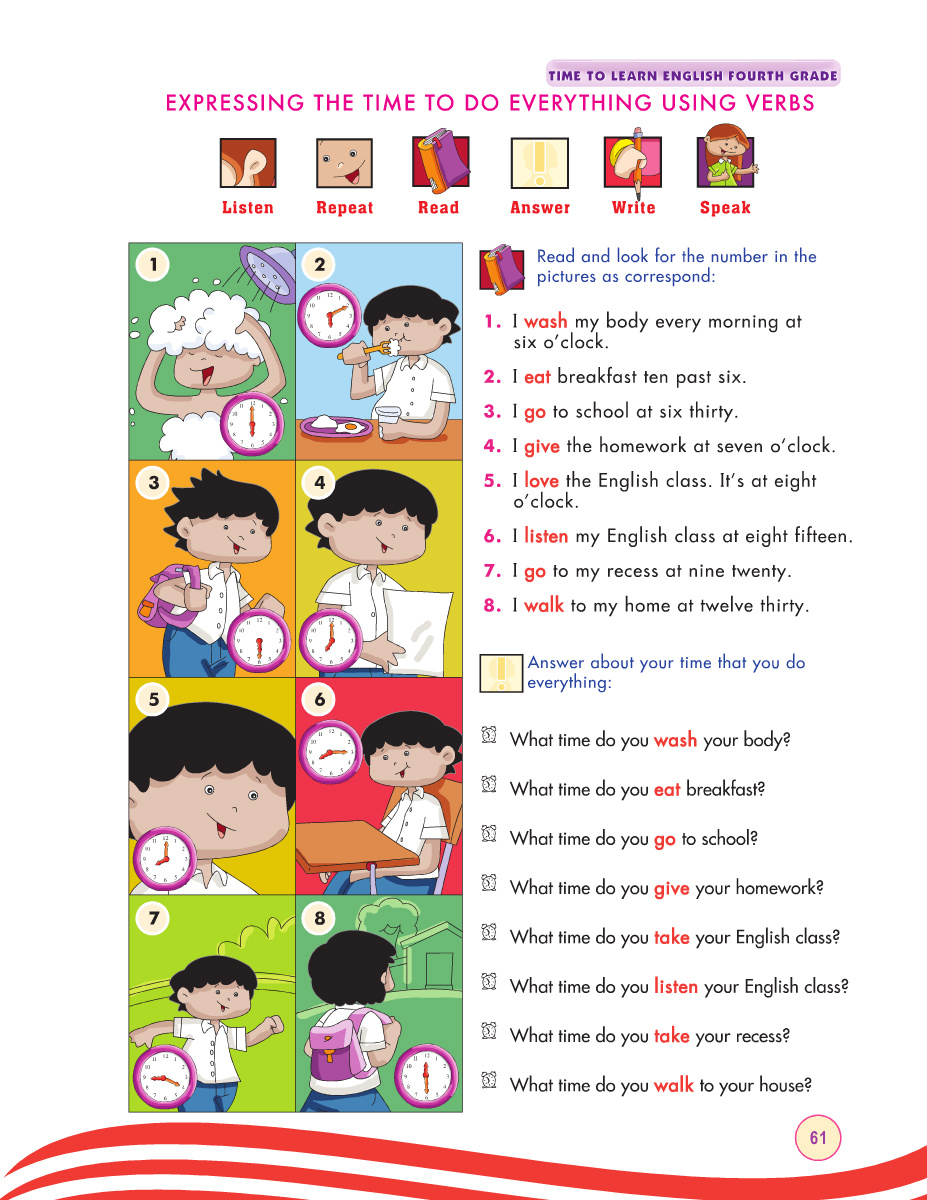 TIME TO LEARN ENGLISH FOURTH GRADE
EXPRESSING THE TIME TO DO EVERYTHING USING VERBS
Listen Repeat Read Answer Write Speak
1
2
3
4
5
6
7
8
Read and look for the number in the
pictures as correspond:
1. I wash my body every morning at
six o'clock.
2. I eat breakfast ten past six.
3. I go to school at six thirty.
4. I give the homework at seven o'clock.
5. I love the English class. It's at eight
o'clock.
6. I listen my English class at eight fifteen.
7. I go to my recess at nine twenty.
8. I walk to my home at twelve thirty.
Answer about your time that you do
everything:
What time do you wash your body?
What time do you eat breakfast?
What time do you go to school?
What time do you give your homework?
What time do you take your English class?
What time do you listen your English class?
What time do you take your recess?
What time do you walk to your house?
61